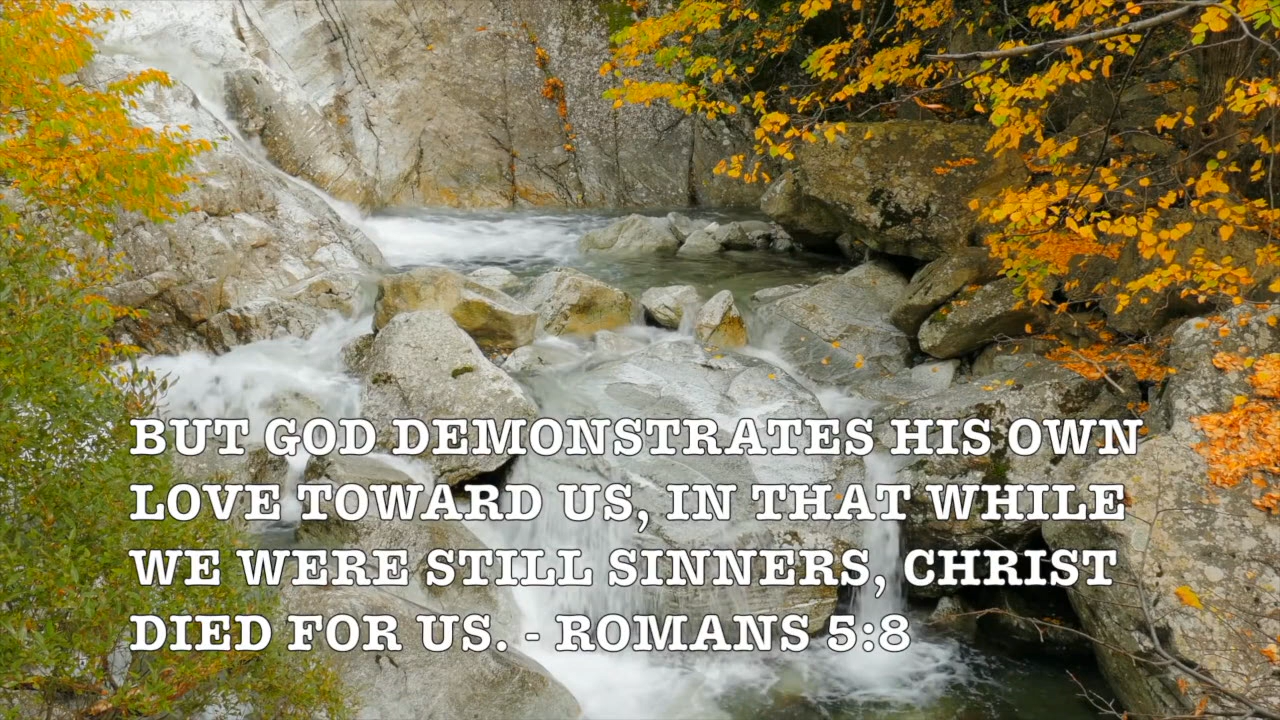 BUT GOD DEMONSTRATES HIS OWN
LOVE TOWARD US, IN THAT WHILE
WE WERE STILL SINNERS, CHRIST
DIED FOR US. - ROMANS 5:8